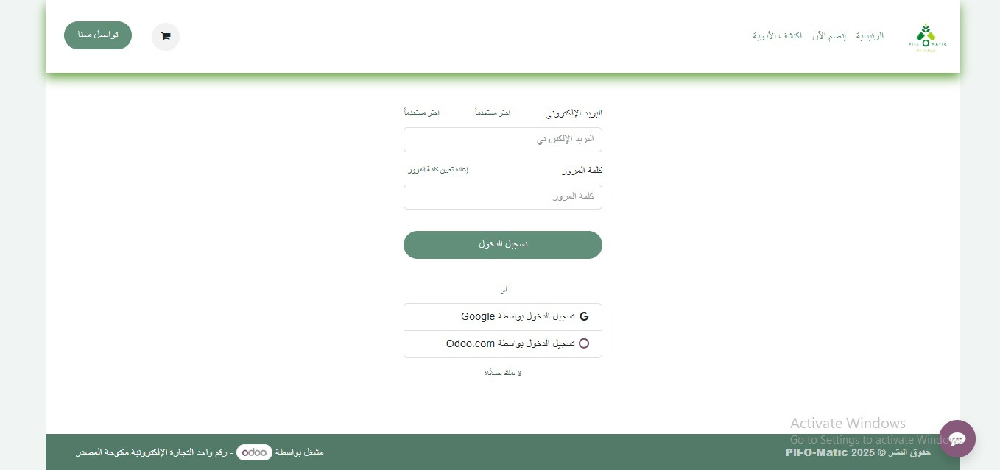 PILL O MATIC
الرئيسية
إنضم الآن
اكتشف الأدوية
تواصل معنا
البريد الإلكتروني
اختر مستخدماً
اختر مستخدماً
البريد الإلكتروني
كلمة المرور
إعادة تعيين كلمة المرور
كلمة المرور
تسجيل الدخول
- أو -
تسجيل الدخول بواسطة Google
تسجيل الدخول بواسطة Odoo.com
لا تملك حسابًا؟
Activate Windows
Go to Settings to activate Windows.
حقوق النشر © Pil-O-Matic 2025
مشغل بواسطة odoo - رقم واحد التجارة الإلكترونية مفتوحة المصدر